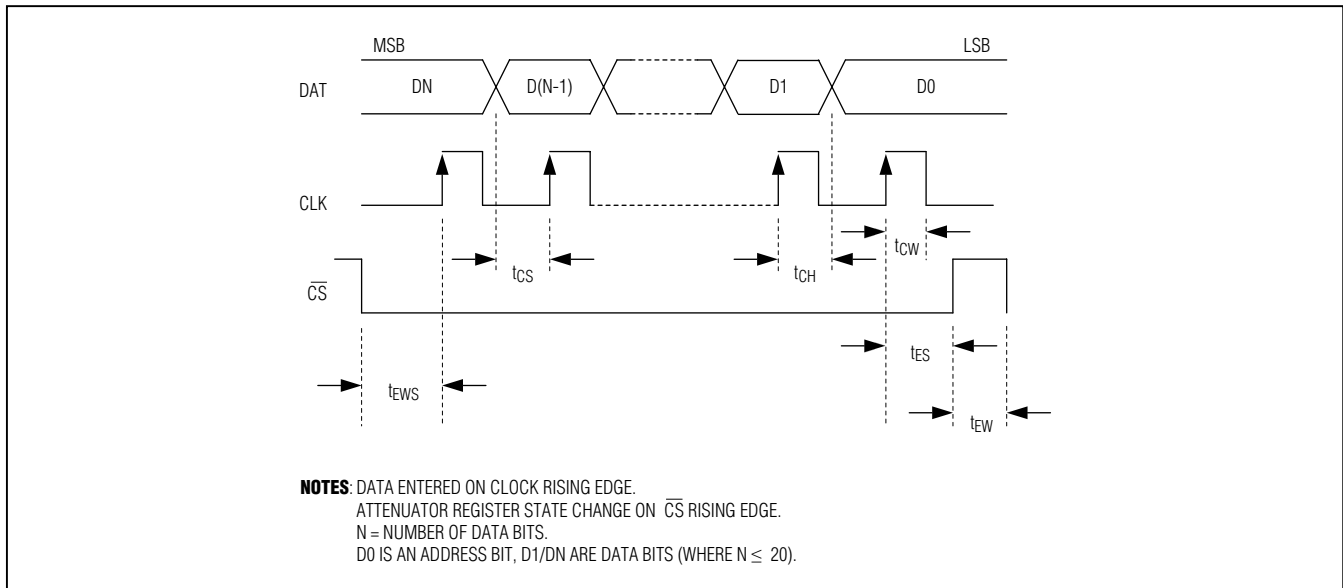 MSB LSB
DAT DN D(N-1) D1 D0
CLK
tCS tCH tCW
CS
tEWS tES
tEW
NOTES: DATA ENTERED ON CLOCK RISING EDGE.
ATTENUATOR REGISTER STATE CHANGE ON CS RISING EDGE.
N = NUMBER OF DATA BITS.
D0 IS AN ADDRESS BIT, D1/DN ARE DATA BITS (WHERE N ≤ 20).